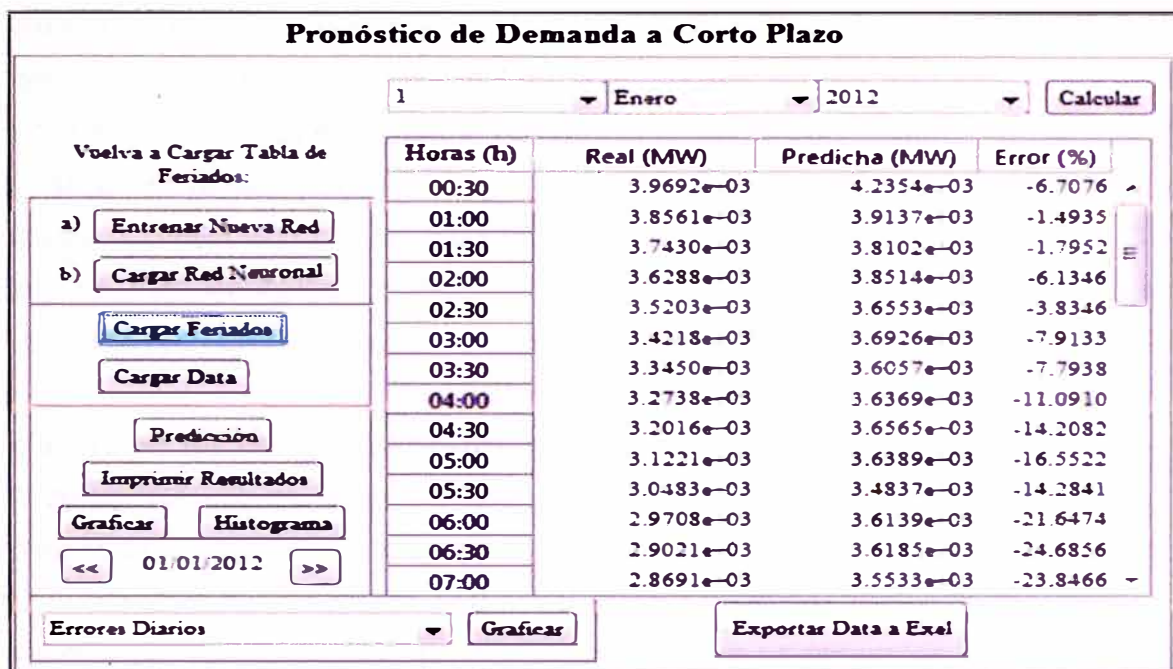 Pronóstico de Demanda a Corto Plazo
1 Enero 2012 Calcular
Vuelva a Cargar Tabla de
Feriados:
a) Entrenar Nueva Red
b) Cargar Red Neuronal
Cargar Feriados
Cargar Data
Predicción
Imprimir Resultados
Graficar Histograma
<< 01/01/2012 >>
Horas (h) Real (MW) Predicha (MW) Error (%)
00:30 3.9692e-03 4.2354e-03 -6.7076
01:00 3.8561e-03 3.9137e-03 -1.4935
01:30 3.7430e-03 3.8102e-03 -1.7952
02:00 3.6288e-03 3.8514e-03 -6.1346
02:30 3.5203e-03 3.6553e-03 -3.8346
03:00 3.4218e-03 3.6926e-03 -7.9133
03:30 3.3450e-03 3.6057e-03 -7.7938
04:00 3.2738e-03 3.6369e-03 -11.0910
04:30 3.2016e-03 3.6565e-03 -14.2082
05:00 3.1221e-03 3.6389e-03 -16.5522
05:30 3.0483e-03 3.4837e-03 -14.2841
06:00 2.9708e-03 3.6139e-03 -21.6474
06:30 2.9021e-03 3.6185e-03 -24.6856
07:00 2.8691e-03 3.5533e-03 -23.8466
Errores Diarios Graficar
Exportar Data a Exel